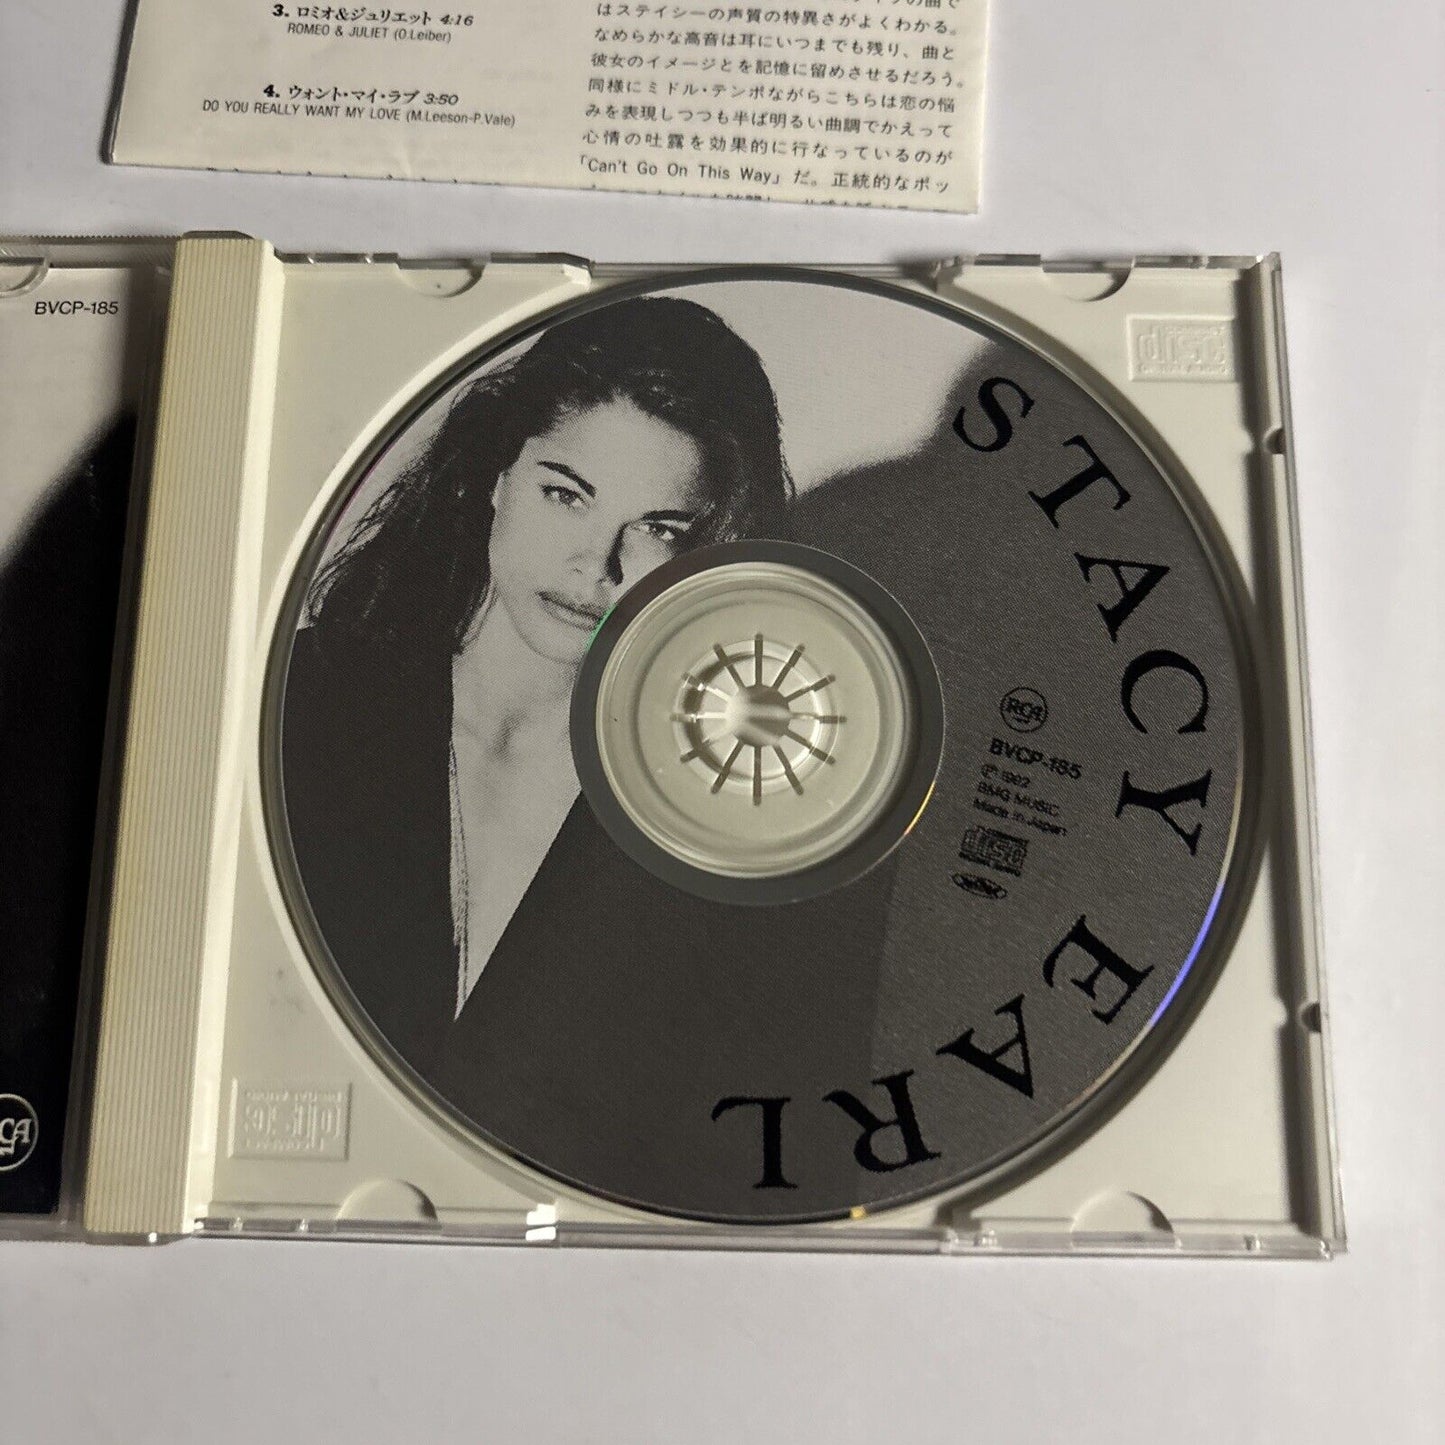 3. ロミオ&ジュリエット 4:16
ROMEO & JULIET (O.Leiber)
4. ウォント・マイ・ラブ 3:50
DO YOU REALLY WANT MY LOVE (M.Leeson-P.Vale)
はステイシーの声質の特異さがよくわかる。
なめらかな高音は耳にいつまでも残り、曲と
彼女のイメージとを記憶に留めさせるだろう。
同様にミドル・テンポながらこちらは恋の悩
みを表現しつつも半ば明るい曲調でかえって
心情の吐露を効果的に行なっているのが
「Can't Go On This Way」だ。正統的なポッ
BVCP-185
STACY EARL
RCA
BVCP-185
℗ 1992
BMG MUSIC
Made in Japan
COMPACT
disc
DIGITAL AUDIO